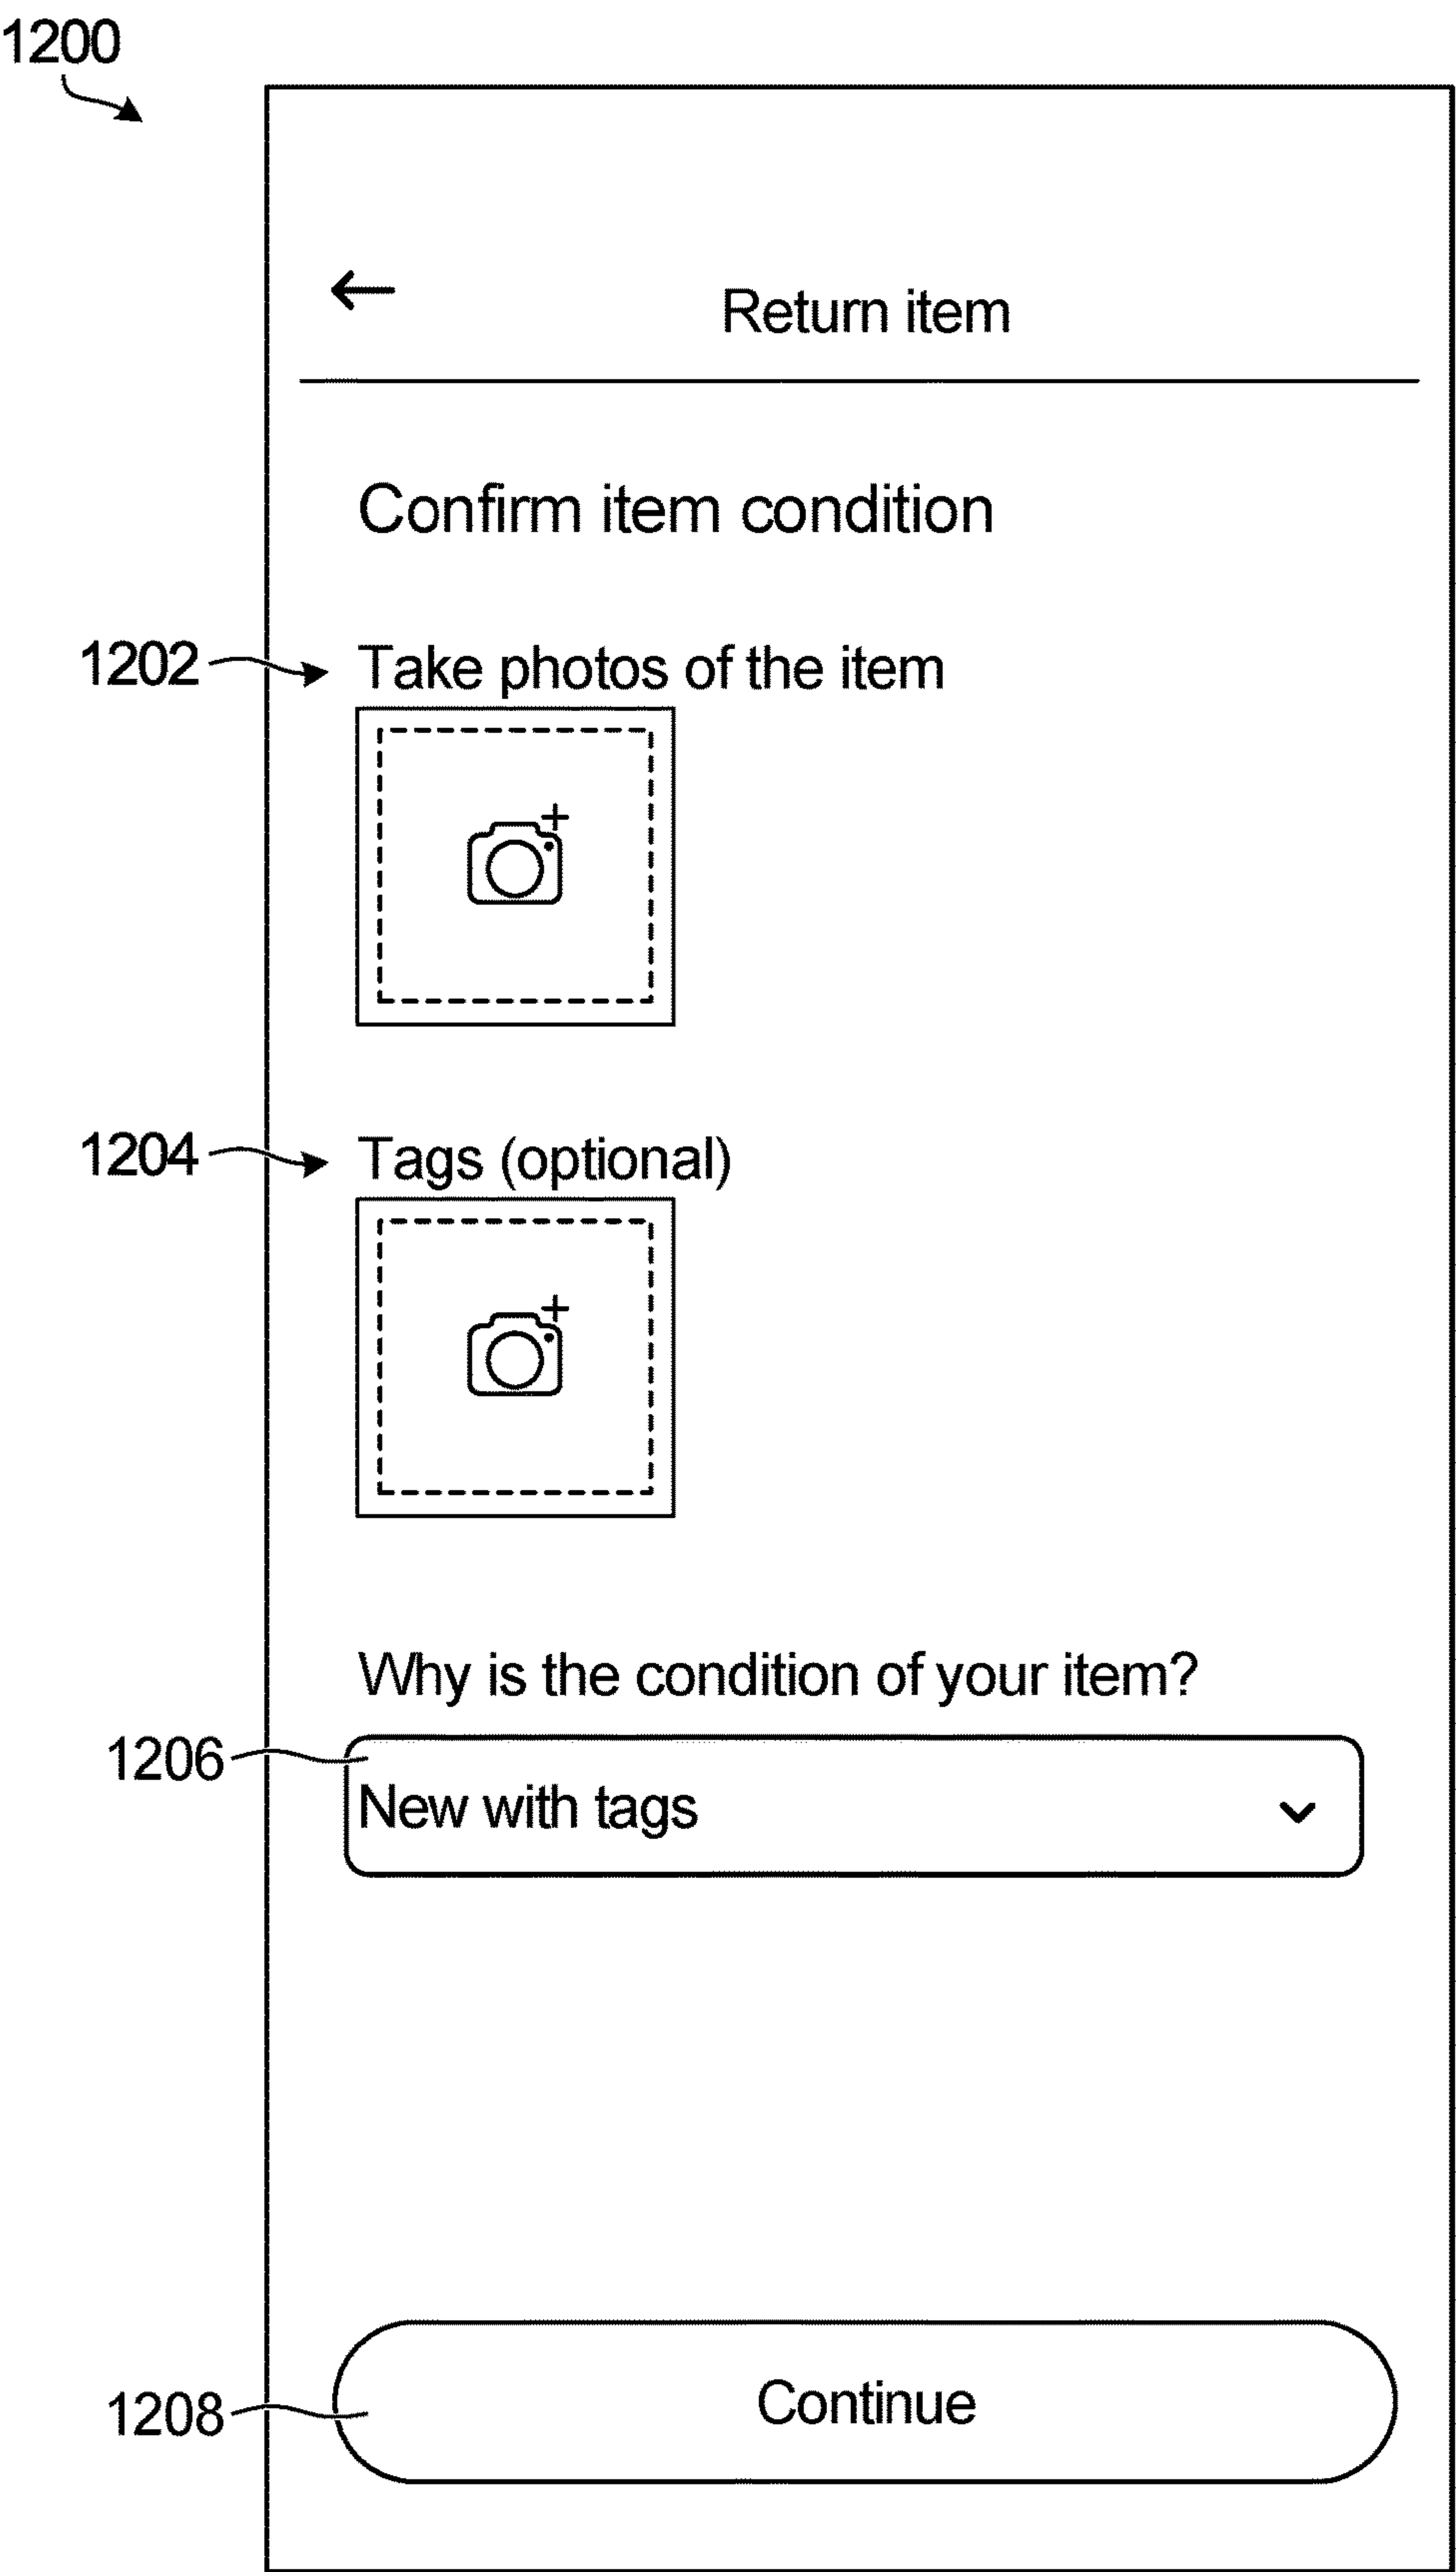 1200
Return item
Confirm item condition
1202 Take photos of the item
1204 Tags (optional)
Why is the condition of your item?
1206
New with tags
1208 Continue